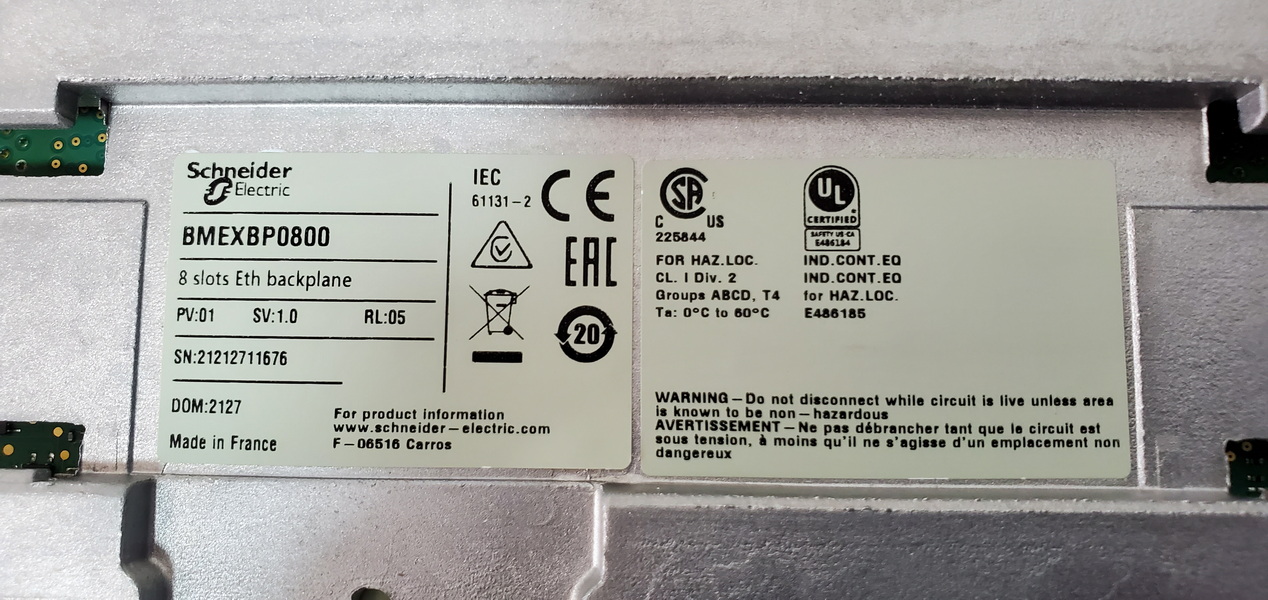 Schneider
Electric
BMEXBP0800
8 slots Eth backplane
PV:01 SV:1.0 RL:05
SN:21212711676
DOM:2127
Made in France
For product information
www.schneider-electric.com
F-06516 Carros
IEC
61131-2
CE
EAC
20
SA
C US
225844
FOR HAZ.LOC.
CL. I Div. 2
Groups ABCD, T4
Ta: 0°C to 60°C
UL
CERTIFIED
SAFETY US-CA
E486184
IND.CONT.EQ
IND.CONT.EQ
for HAZ.LOC.
E486185
WARNING-Do not disconnect while circuit is live unless area
is known to be non-hazardous
AVERTISSEMENT-Ne pas débrancher tant que le circuit est
sous tension, à moins qu'il ne s'agisse d'un emplacement non
dangereux